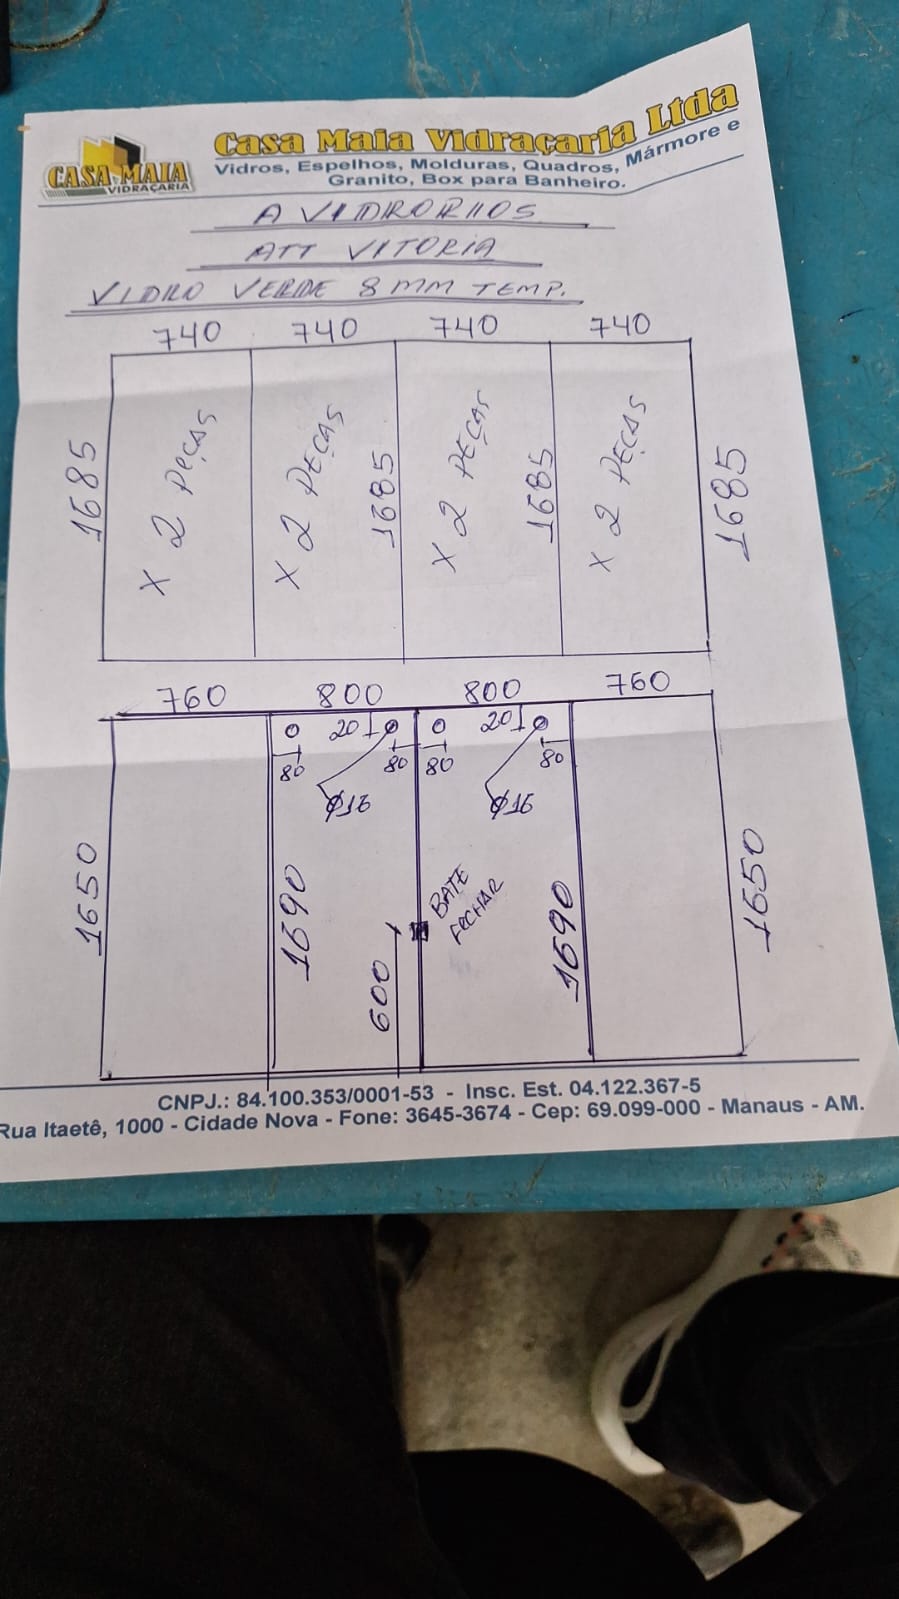 CASA MAIA
VIDRAÇARIA
Casa Maia Vidraçaria Ltda
Vidros, Espelhos, Molduras, Quadros, Mármore e
Granito, Box para Banheiro.
A VIDRORIIOS
ATT VITORIA
VIDRO VERDE 8MM TEMP.
740 740 740 740
1685 X 2 PEÇAS X 2 PEÇAS 1685 X 2 PEÇAS 1685 X 2 PEÇAS 1685
760 800 800 760
20 20
80 80 80 80
Ø16 Ø16
1650 1690 BATE 1690 1650
FECHAR
600
CNPJ.: 84.100.353/0001-53 - Insc. Est. 04.122.367-5
Rua Itaetê, 1000 - Cidade Nova - Fone: 3645-3674 - Cep: 69.099-000 - Manaus - AM.